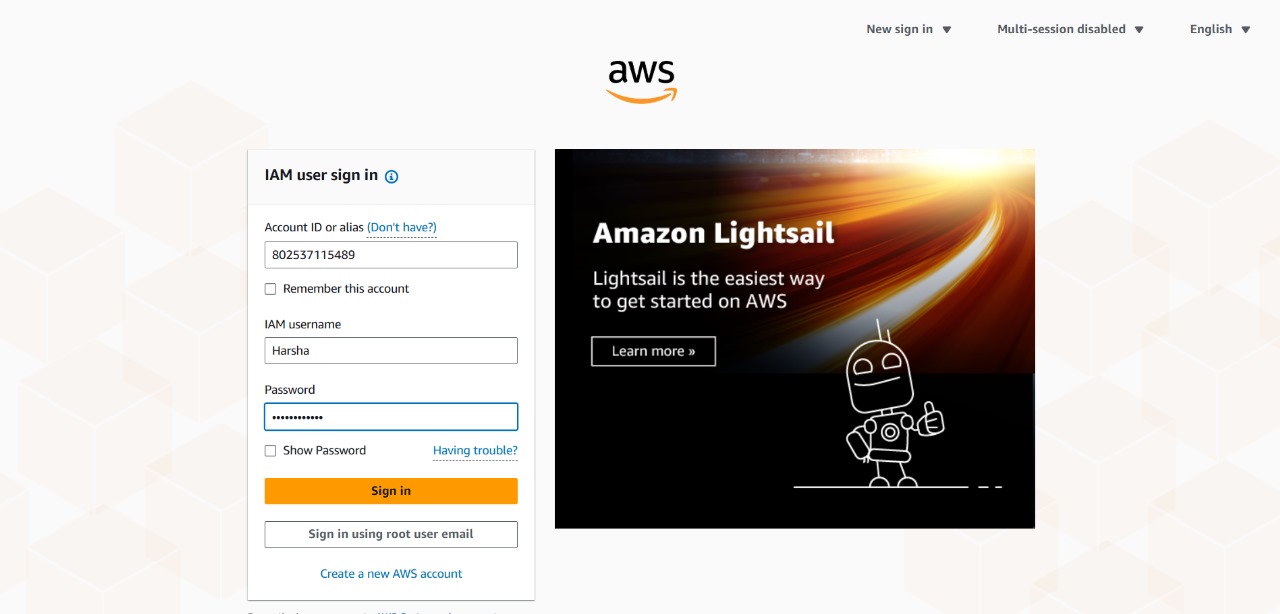 New sign in
Multi-session disabled
English
aws
IAM user sign in
Account ID or alias (Don't have?)
802537115489
Remember this account
IAM username
Harsha
Password
••••••••••••
Show Password
Having trouble?
Sign in
Sign in using root user email
Create a new AWS account
Amazon Lightsail
Lightsail is the easiest way
to get started on AWS
Learn more »